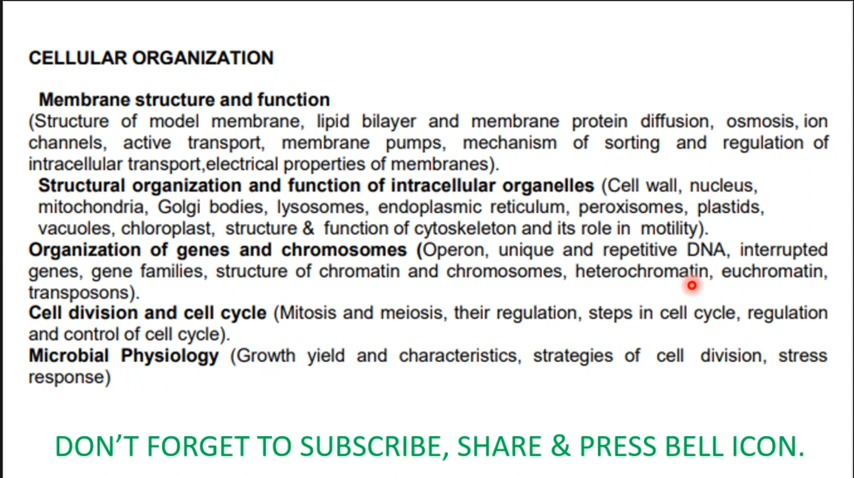 CELLULAR ORGANIZATION
Membrane structure and function
(Structure of model membrane, lipid bilayer and membrane protein diffusion, osmosis, ion
channels, active transport, membrane pumps, mechanism of sorting and regulation of
intracellular transport,electrical properties of membranes).
Structural organization and function of intracellular organelles (Cell wall, nucleus,
mitochondria, Golgi bodies, lysosomes, endoplasmic reticulum, peroxisomes, plastids,
vacuoles, chloroplast, structure & function of cytoskeleton and its role in motility).
Organization of genes and chromosomes (Operon, unique and repetitive DNA, interrupted
genes, gene families, structure of chromatin and chromosomes, heterochromatin, euchromatin,
transposons).
Cell division and cell cycle (Mitosis and meiosis, their regulation, steps in cell cycle, regulation
and control of cell cycle).
Microbial Physiology (Growth yield and characteristics, strategies of cell division, stress
response)
DON'T FORGET TO SUBSCRIBE, SHARE & PRESS BELL ICON.